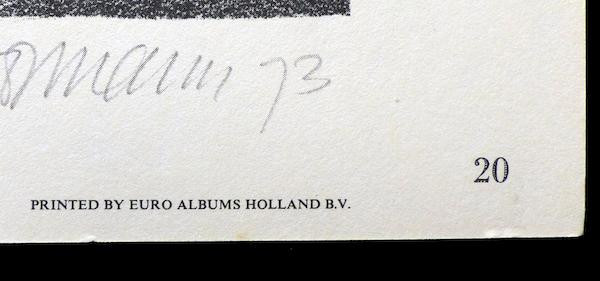 73
20
PRINTED BY EURO ALBUMS HOLLAND B.V.